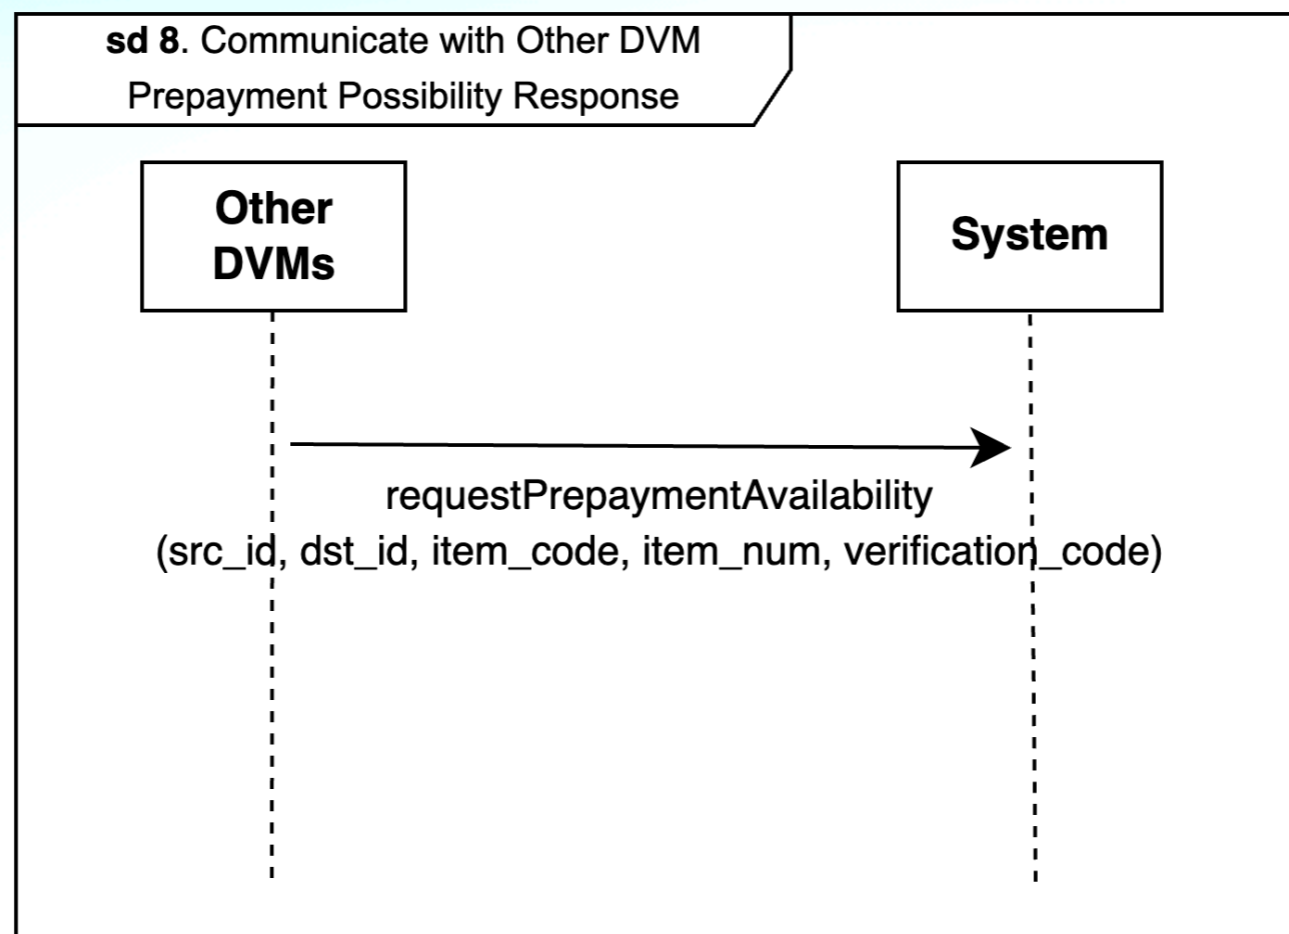 sd 8. Communicate with Other DVM
Prepayment Possibility Response
Other
DVMs
System
requestPrepaymentAvailability
(src_id, dst_id, item_code, item_num, verification_code)